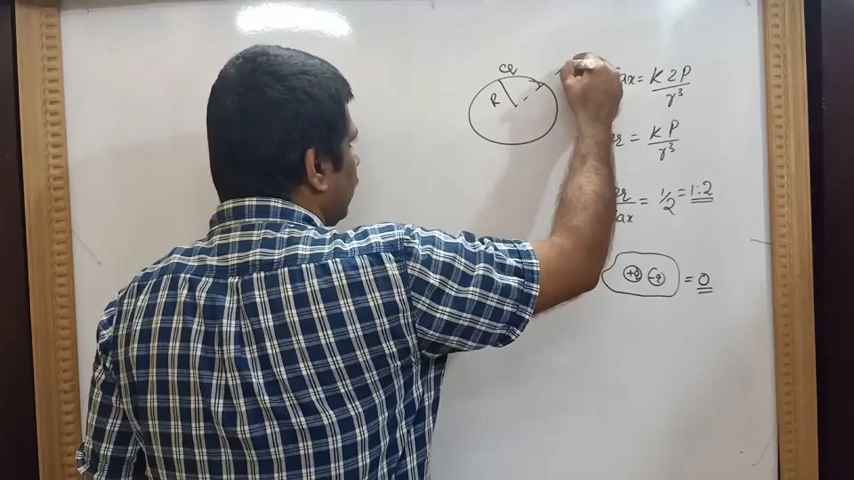 Q
R
ax = K2P/r³
= KP/r³
= 1/2 = 1:2
ax
+q -q = 0